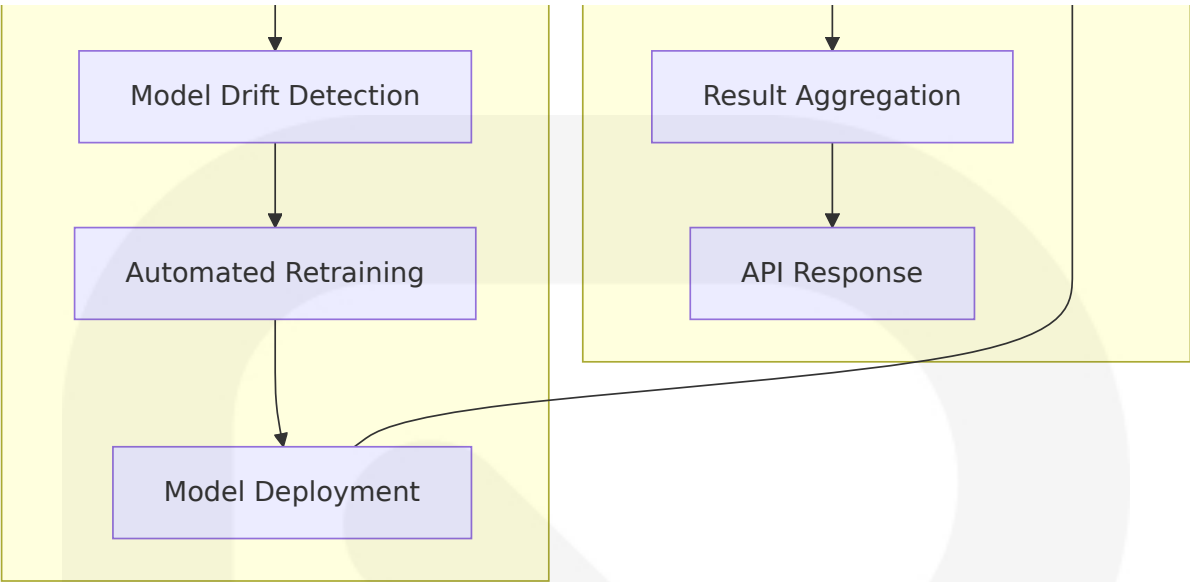 Model Drift Detection
Result Aggregation
Automated Retraining
API Response
Model Deployment